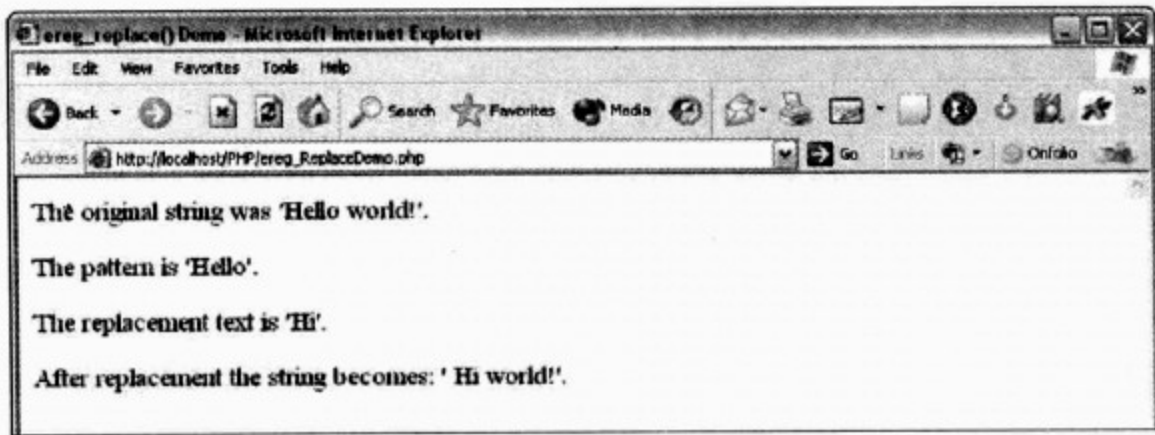 ereg_replace() Demo - Microsoft Internet Explorer
File Edit View Favorites Tools Help
Back Search Favorites Media Onfolio
Address http://localhost/PHP/ereg_ReplaceDemo.php Go Links
The original string was 'Hello world!'.
The pattern is 'Hello'.
The replacement text is 'Hi'.
After replacement the string becomes: ' Hi world!'.